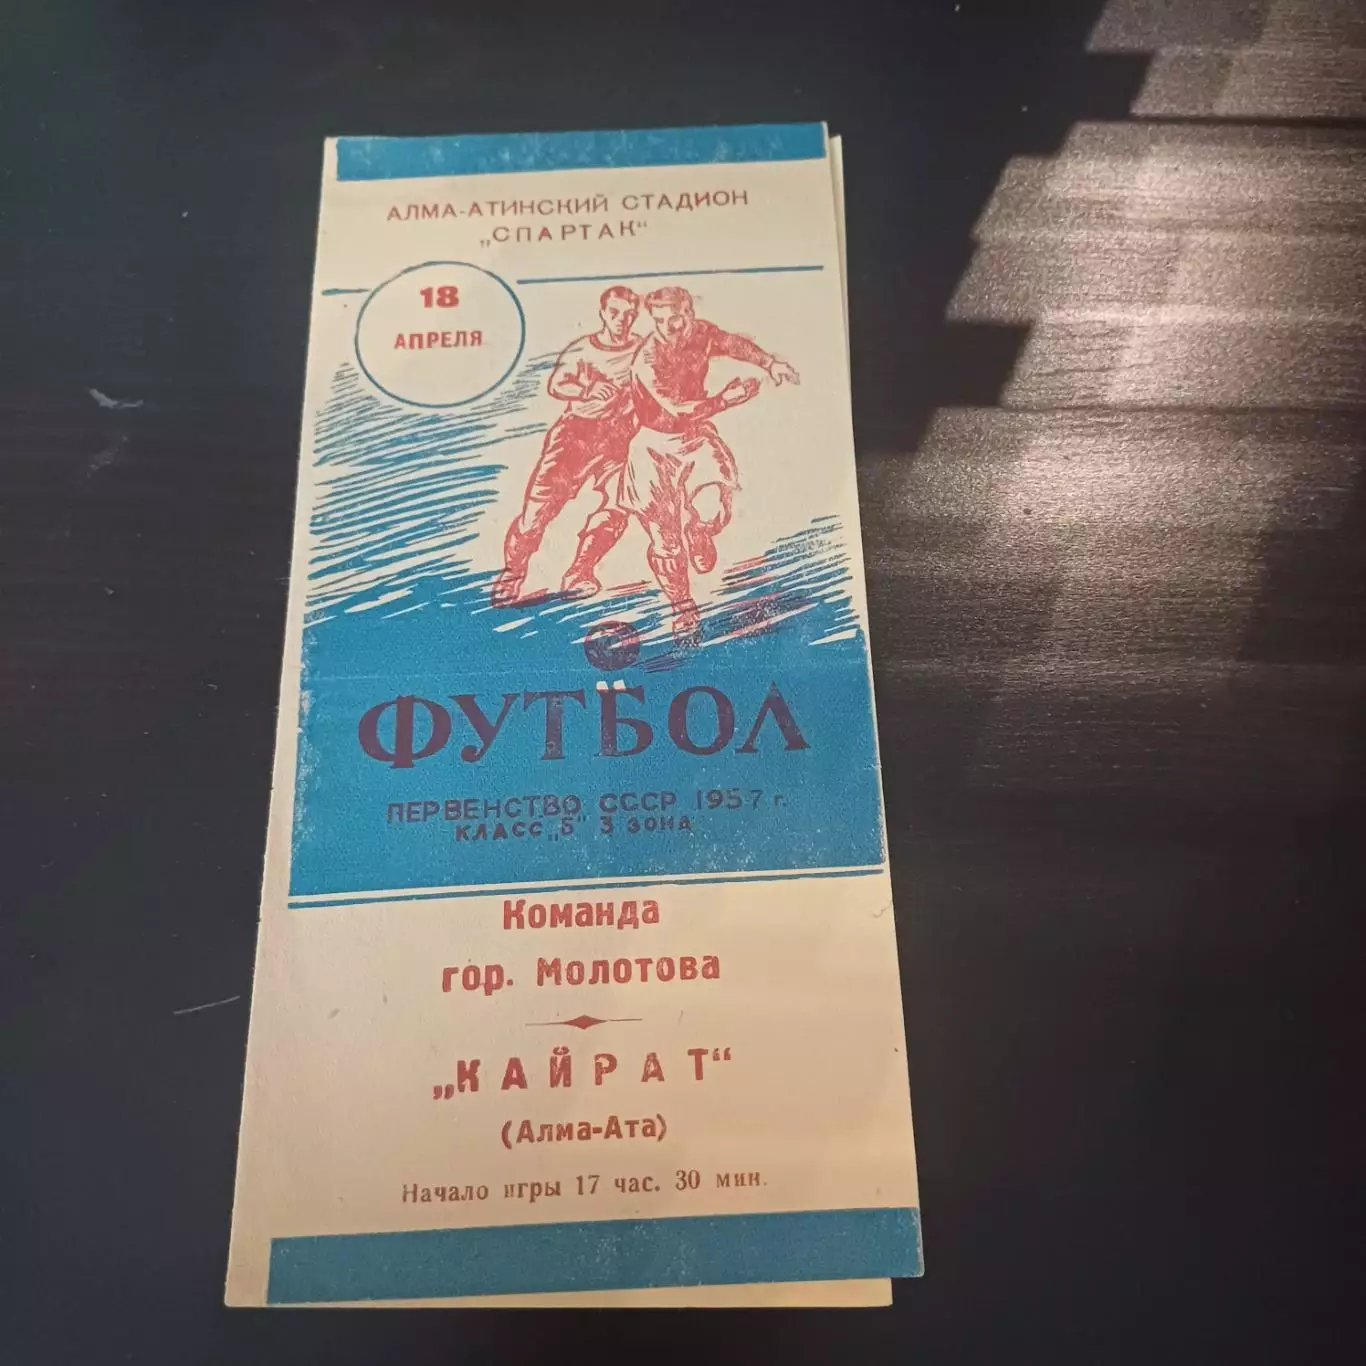 АЛМА-АТИНСКИЙ СТАДИОН
„СПАРТАК“
18
АПРЕЛЯ
ФУТБОЛ
ПЕРВЕНСТВО СССР 1957 г.
КЛАСС „Б“ 3 ЗОНА
Команда
гор. Молотова
„КАЙРАТ“
(Алма-Ата)
Начало игры 17 час. 30 мин.